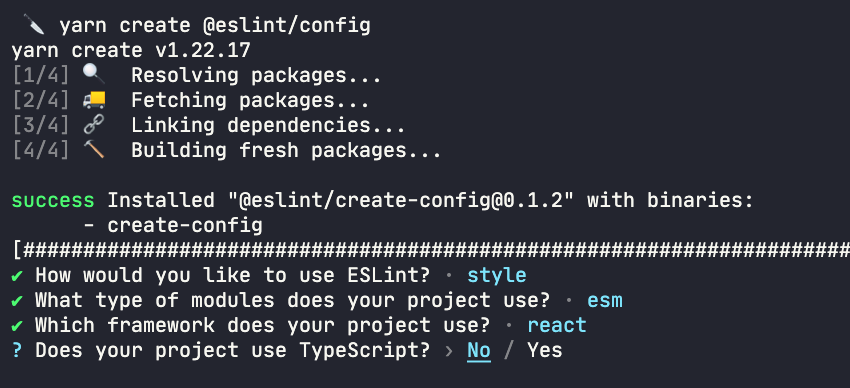 🔪 yarn create @eslint/config
yarn create v1.22.17
[1/4] 🔍 Resolving packages...
[2/4] 🚚 Fetching packages...
[3/4] 🔗 Linking dependencies...
[4/4] 🔨 Building fresh packages...
success Installed "@eslint/create-config@0.1.2" with binaries:
- create-config
[#####################################################################
✔ How would you like to use ESLint? · style
✔ What type of modules does your project use? · esm
✔ Which framework does your project use? · react
? Does your project use TypeScript? › No / Yes